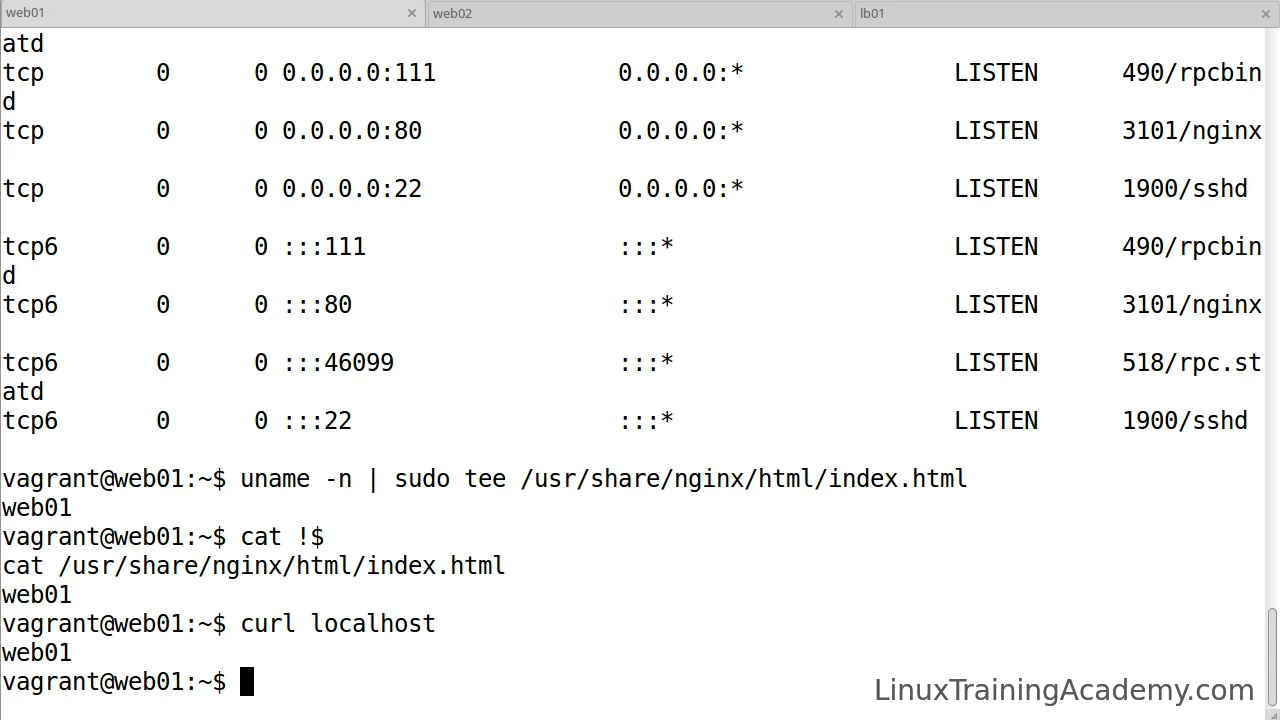 web01 × web02 × lb01 ×
atd
tcp        0      0 0.0.0.0:111             0.0.0.0:*               LISTEN      490/rpcbin
d
tcp        0      0 0.0.0.0:80              0.0.0.0:*               LISTEN      3101/nginx
tcp        0      0 0.0.0.0:22              0.0.0.0:*               LISTEN      1900/sshd
tcp6       0      0 :::111                  :::*                    LISTEN      490/rpcbin
d
tcp6       0      0 :::80                   :::*                    LISTEN      3101/nginx
tcp6       0      0 :::46099                :::*                    LISTEN      518/rpc.st
atd
tcp6       0      0 :::22                   :::*                    LISTEN      1900/sshd
vagrant@web01:~$ uname -n | sudo tee /usr/share/nginx/html/index.html
web01
vagrant@web01:~$ cat !$
cat /usr/share/nginx/html/index.html
web01
vagrant@web01:~$ curl localhost
web01
vagrant@web01:~$
LinuxTrainingAcademy.com